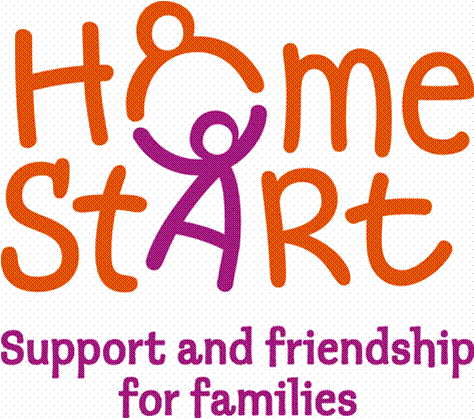 HOme
StARt
Support and friendship
for families